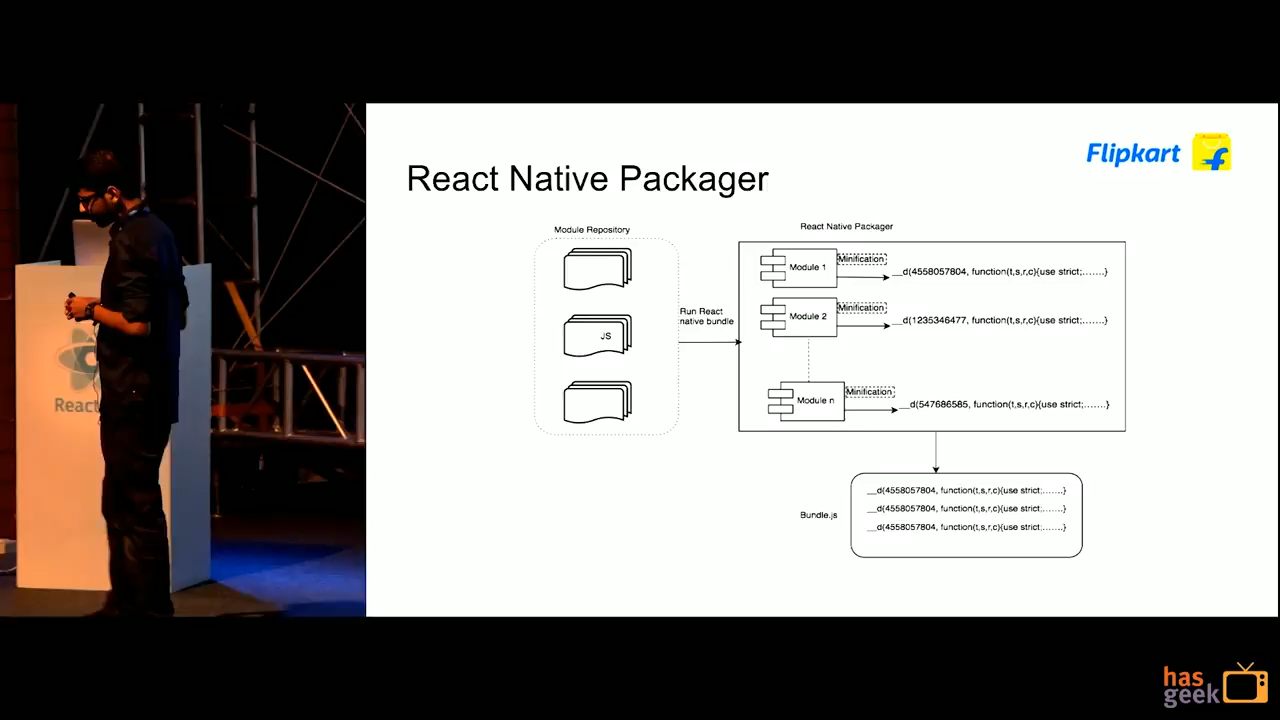 Flipkart
React Native Packager
Module Repository
React Native Packager
JS
Run React
native bundle
Module 1
Minification
__d(4558057804, function(t,s,r,c){use strict;.......}
Module 2
Minification
__d(1235346477, function(t,s,r,c){use strict;.......}
Module n
Minification
__d(547686585, function(t,s,r,c){use strict;.......}
Bundle.js
__d(4558057804, function(t,s,r,c){use strict;.......}
__d(4558057804, function(t,s,r,c){use strict;.......}
__d(4558057804, function(t,s,r,c){use strict;.......}
React
has
geek